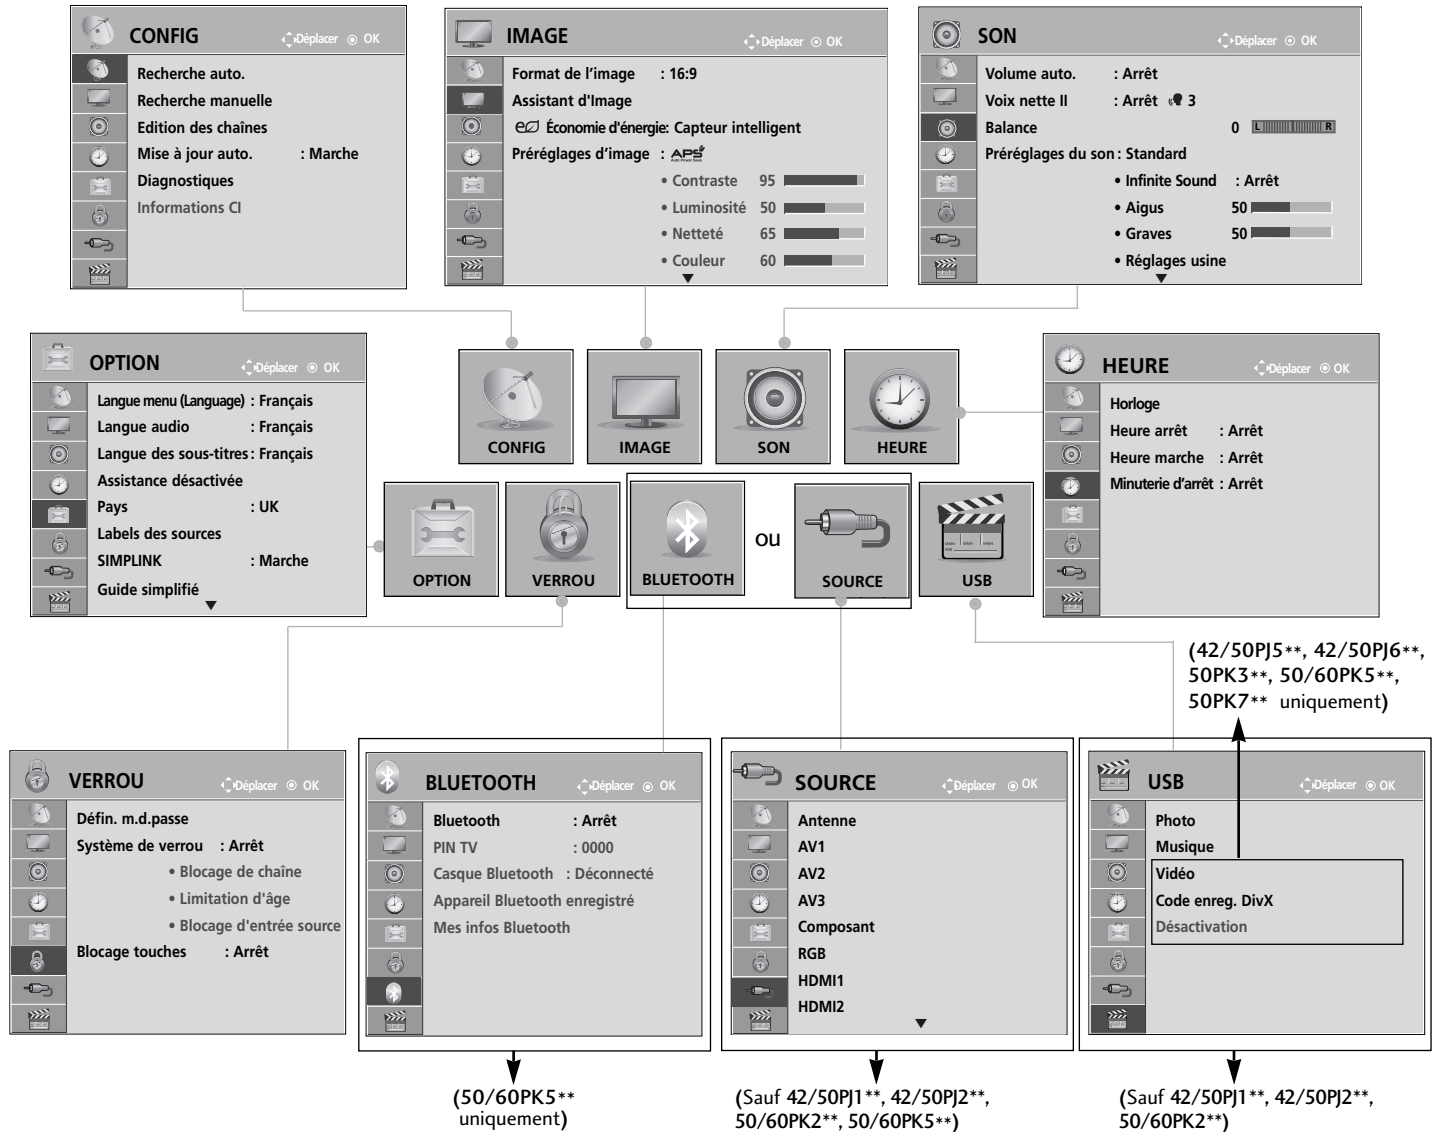 CONFIG
Déplacer OK
Recherche auto.
Recherche manuelle
Edition des chaînes
Mise à jour auto. : Marche
Diagnostiques
Informations CI
IMAGE
Déplacer OK
Format de l'image : 16:9
Assistant d'Image
Économie d'énergie: Capteur intelligent
Préréglages d'image : APS
Auto Power Save
• Contraste 95
• Luminosité 50
• Netteté 65
• Couleur 60
SON
Déplacer OK
Volume auto. : Arrêt
Voix nette II : Arrêt 3
Balance 0 L R
Préréglages du son : Standard
• Infinite Sound : Arrêt
• Aigus 50
• Graves 50
• Réglages usine
OPTION
Déplacer OK
Langue menu (Language) : Français
Langue audio : Français
Langue des sous-titres : Français
Assistance désactivée
Pays : UK
Labels des sources
SIMPLINK : Marche
Guide simplifié
CONFIG
IMAGE
SON
HEURE
OPTION
VERROU
BLUETOOTH
ou
SOURCE
USB
HEURE
Déplacer OK
Horloge
Heure arrêt : Arrêt
Heure marche : Arrêt
Minuterie d'arrêt : Arrêt
(42/50PJ5**, 42/50PJ6**,
50PK3**, 50/60PK5**,
50PK7** uniquement)
VERROU
Déplacer OK
Défin. m.d.passe
Système de verrou : Arrêt
• Blocage de chaîne
• Limitation d'âge
• Blocage d'entrée source
Blocage touches : Arrêt
BLUETOOTH
Déplacer OK
Bluetooth : Arrêt
PIN TV : 0000
Casque Bluetooth : Déconnecté
Appareil Bluetooth enregistré
Mes infos Bluetooth
SOURCE
Déplacer OK
Antenne
AV1
AV2
AV3
Composant
RGB
HDMI1
HDMI2
USB
Déplacer OK
Photo
Musique
Vidéo
Code enreg. DivX
Désactivation
(50/60PK5**
uniquement)
(Sauf 42/50PJ1**, 42/50PJ2**,
50/60PK2**, 50/60PK5**)
(Sauf 42/50PJ1**, 42/50PJ2**,
50/60PK2**)